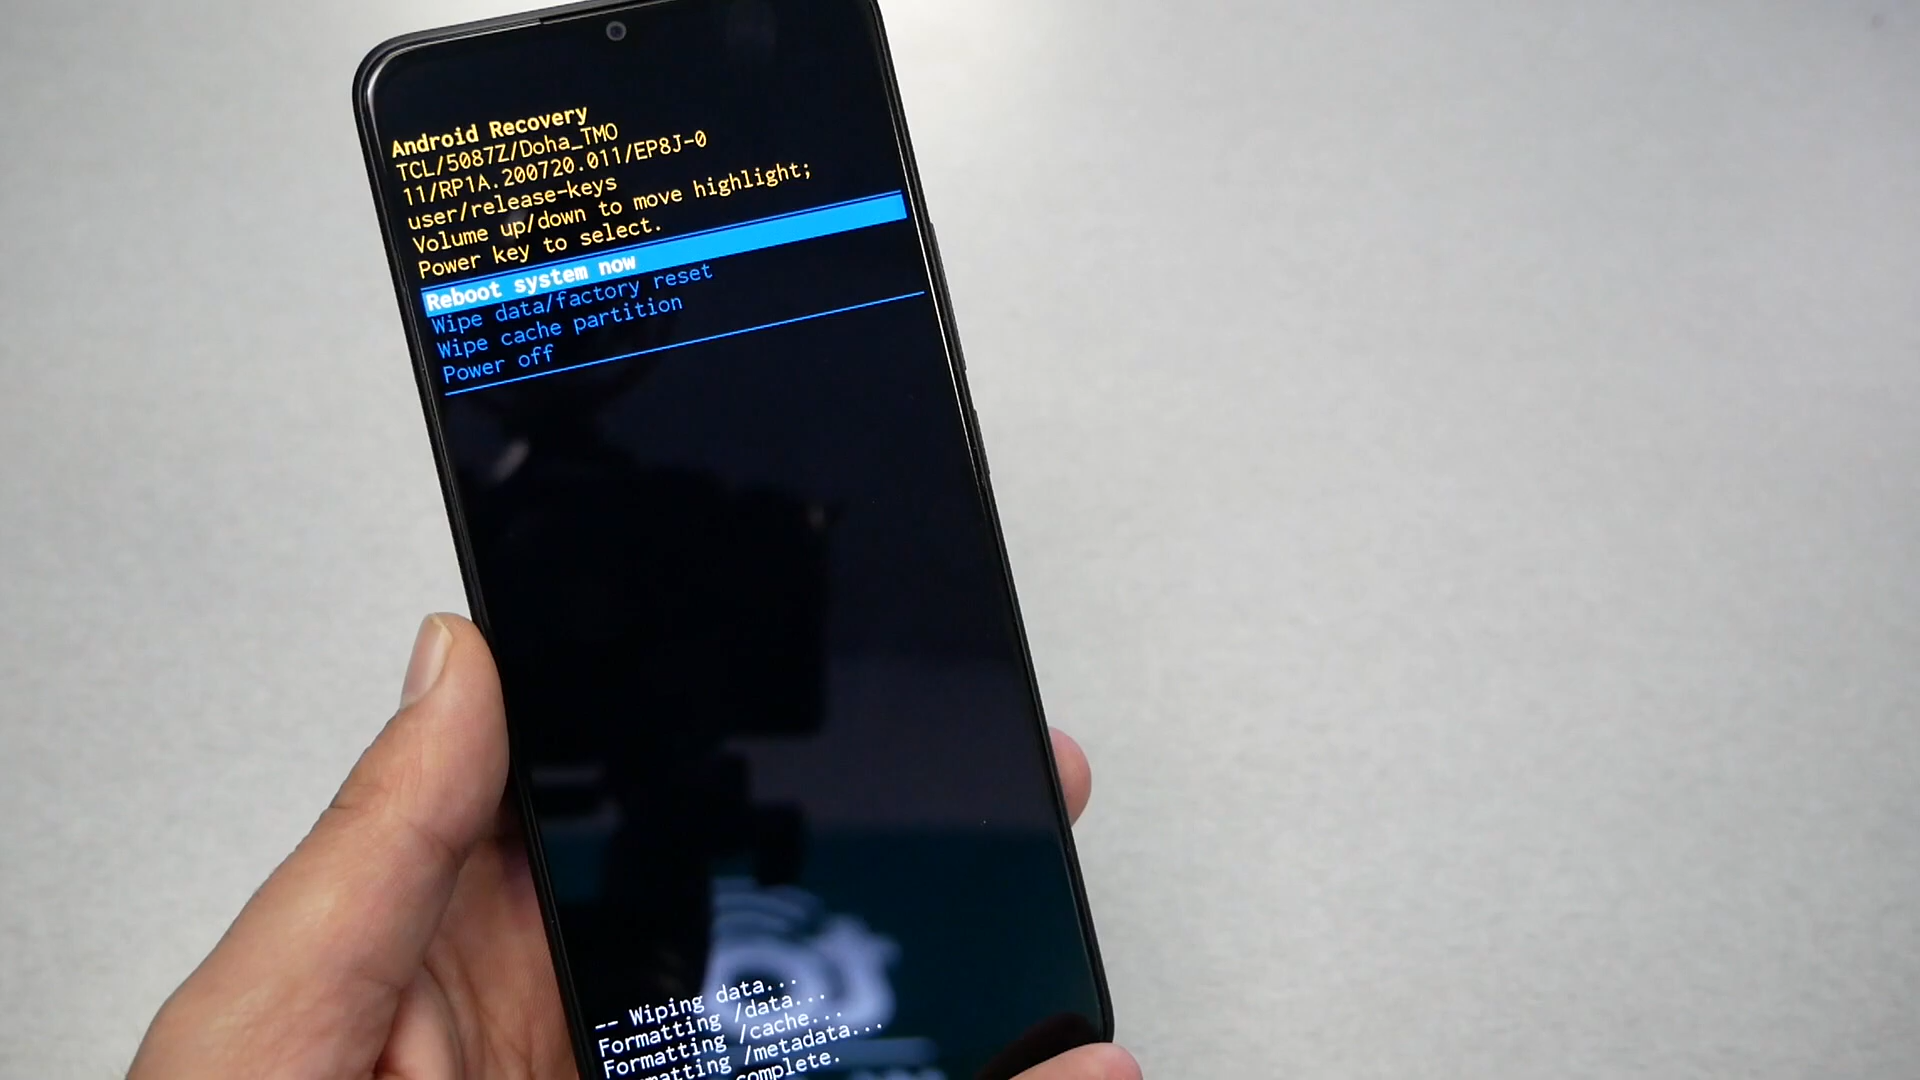 Android Recovery
TCL/5087Z/Doha_TMO
11/RP1A.200720.011/EP8J-0
user/release-keys
Volume up/down to move highlight;
Power key to select.
Reboot system now
Wipe data/factory reset
Wipe cache partition
Power off
-- Wiping data...
Formatting /data...
Formatting /cache...
/metadata...
complete.